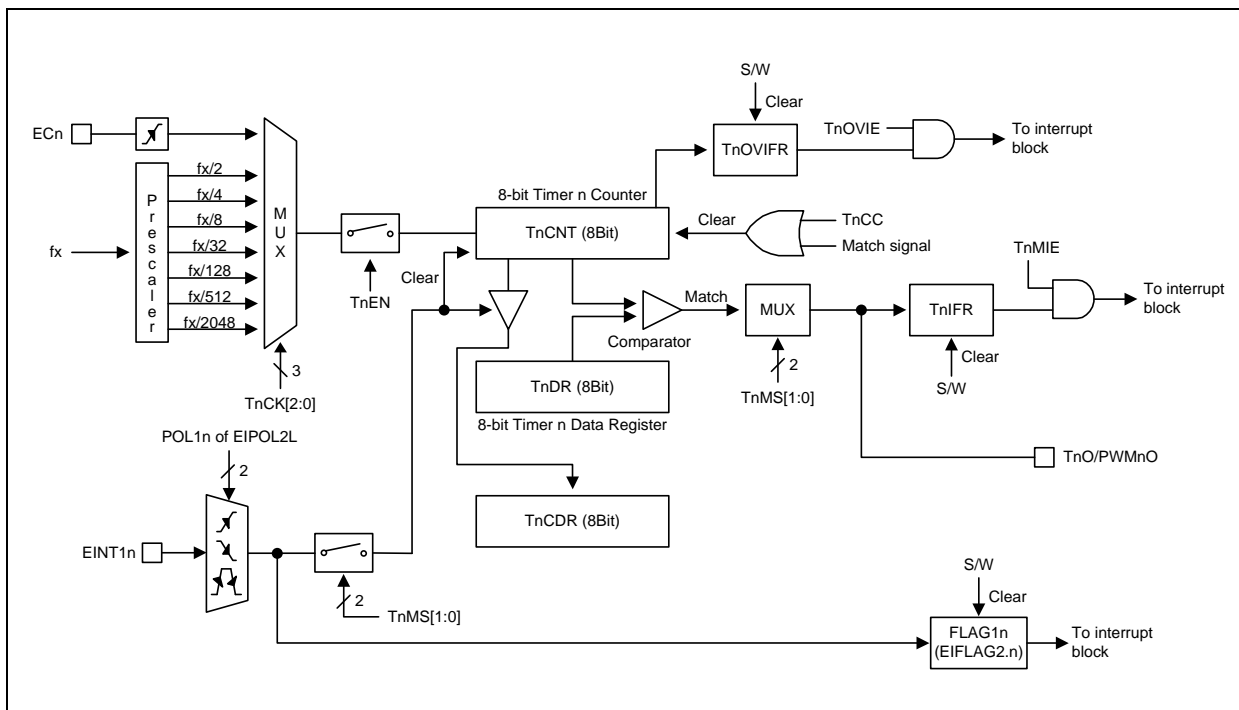 S/W
Clear
ECn
TnOVIE
To interrupt
block
TnOVIFR
fx/2
fx/4
fx/8
fx/32
fx/128
fx/512
fx/2048
Prescaler
fx
MUX
8-bit Timer n Counter
TnCNT (8Bit)
Clear
TnCC
Match signal
TnEN
Clear
TnMIE
Match
MUX
TnIFR
To interrupt
block
Comparator
2
Clear
S/W
3
TnCK[2:0]
TnDR (8Bit)
TnMS[1:0]
8-bit Timer n Data Register
POL1n of EIPOL2L
2
TnO/PWMnO
TnCDR (8Bit)
EINT1n
2
TnMS[1:0]
S/W
Clear
FLAG1n
(EIFLAG2.n)
To interrupt
block